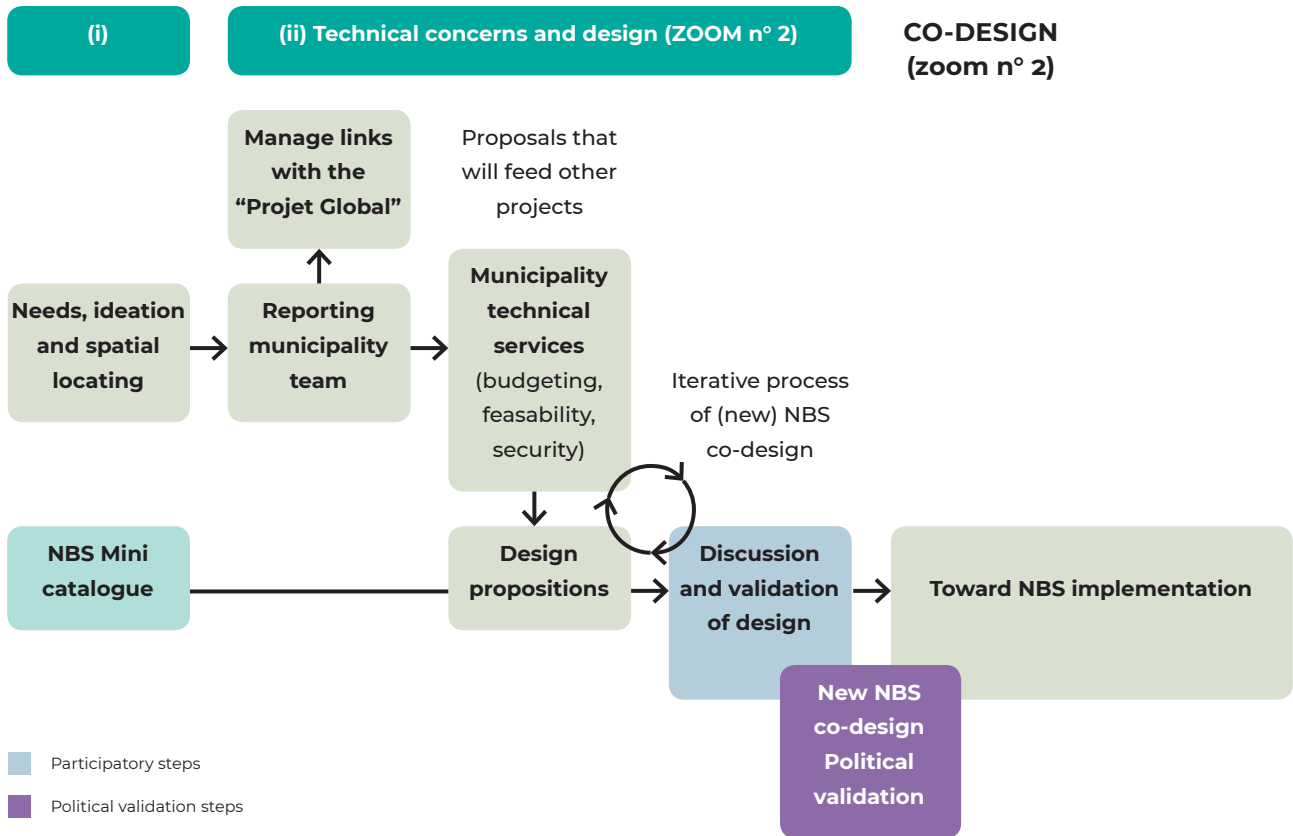 (i)
(ii) Technical concerns and design (ZOOM n° 2)
CO-DESIGN
(zoom n° 2)
Manage links
with the
“Projet Global”
Proposals that
will feed other
projects
Needs, ideation
and spatial
locating
Reporting
municipality
team
Municipality
technical
services
(budgeting,
feasability,
security)
Iterative process
of (new) NBS
co-design
NBS Mini
catalogue
Design
propositions
Discussion
and validation
of design
Toward NBS implementation
New NBS
co-design
Political
validation
Participatory steps
Political validation steps